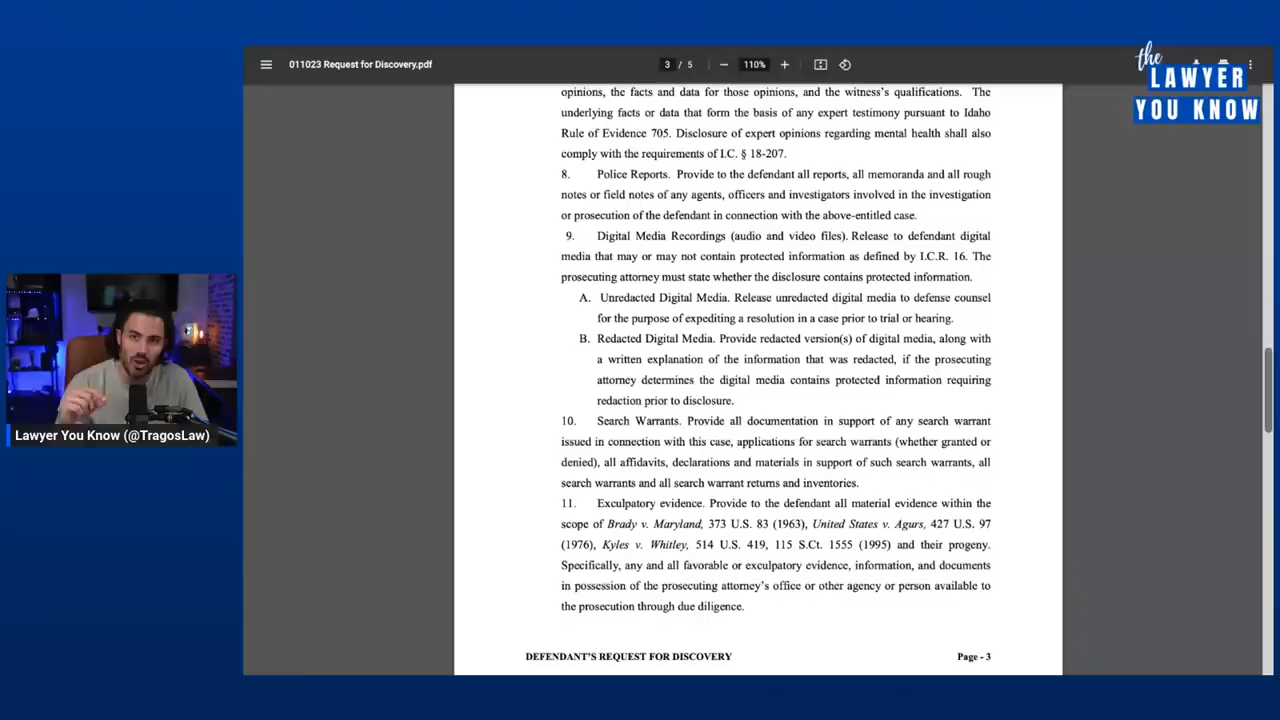 011023 Request for Discovery.pdf
3 / 5
110%
the
LAWYER
YOU KNOW
opinions, the facts and data for those opinions, and the witness's qualifications. The
underlying facts or data that form the basis of any expert testimony pursuant to Idaho
Rule of Evidence 705. Disclosure of expert opinions regarding mental health shall also
comply with the requirements of I.C. § 18-207.
8. Police Reports. Provide to the defendant all reports, all memoranda and all rough
notes or field notes of any agents, officers and investigators involved in the investigation
or prosecution of the defendant in connection with the above-entitled case.
9. Digital Media Recordings (audio and video files). Release to defendant digital
media that may or may not contain protected information as defined by I.C.R. 16. The
prosecuting attorney must state whether the disclosure contains protected information.
A. Unredacted Digital Media. Release unredacted digital media to defense counsel
for the purpose of expediting a resolution in a case prior to trial or hearing.
B. Redacted Digital Media. Provide redacted version(s) of digital media, along with
a written explanation of the information that was redacted, if the prosecuting
attorney determines the digital media contains protected information requiring
redaction prior to disclosure.
10. Search Warrants. Provide all documentation in support of any search warrant
issued in connection with this case, applications for search warrants (whether granted or
denied), all affidavits, declarations and materials in support of such search warrants, all
search warrants and all search warrant returns and inventories.
11. Exculpatory evidence. Provide to the defendant all material evidence within the
scope of Brady v. Maryland, 373 U.S. 83 (1963), United States v. Agurs, 427 U.S. 97
(1976), Kyles v. Whitley, 514 U.S. 419, 115 S.Ct. 1555 (1995) and their progeny.
Specifically, any and all favorable or exculpatory evidence, information, and documents
in possession of the prosecuting attorney's office or other agency or person available to
the prosecution through due diligence.
DEFENDANT'S REQUEST FOR DISCOVERY
Page - 3
Lawyer You Know (@TragosLaw)